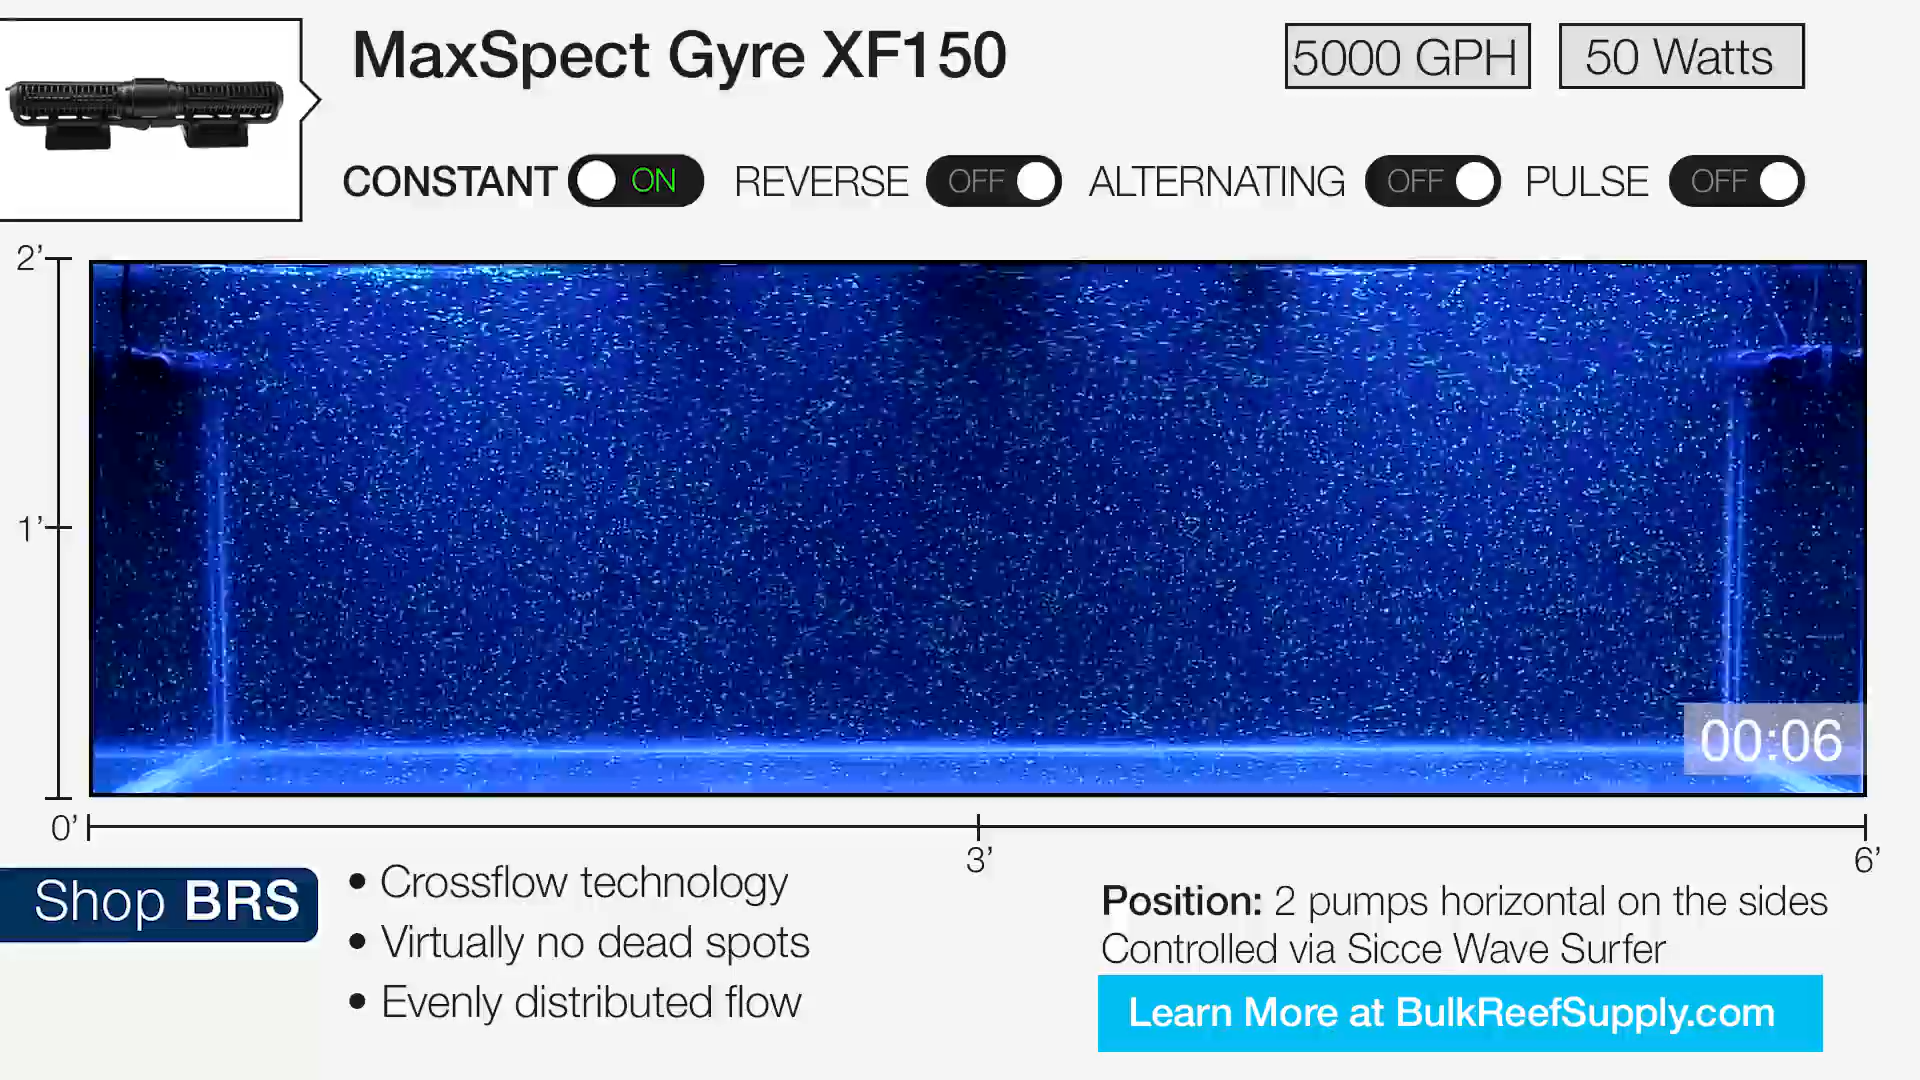 MaxSpect Gyre XF150
5000 GPH
50 Watts
CONSTANT ON REVERSE OFF ALTERNATING OFF PULSE OFF
2'
1'
00:06
0'
3'
6'
Shop BRS
• Crossflow technology
• Virtually no dead spots
• Evenly distributed flow
Position: 2 pumps horizontal on the sides
Controlled via Sicce Wave Surfer
Learn More at BulkReefSupply.com